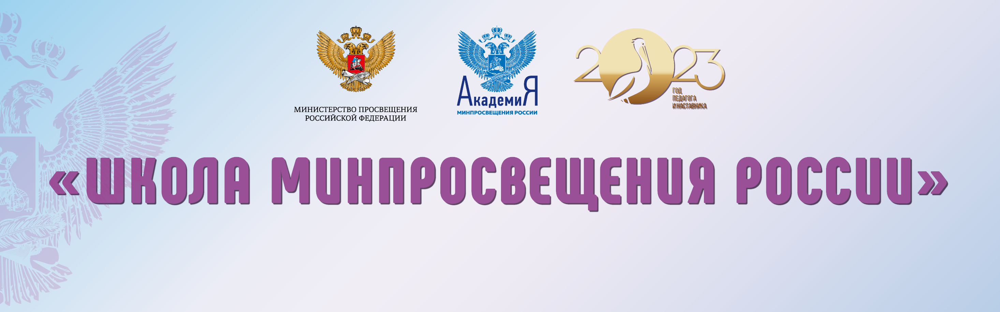 МИНИСТЕРСТВО ПРОСВЕЩЕНИЯ
РОССИЙСКОЙ ФЕДЕРАЦИИ
АкадемиЯ
МИНПРОСВЕЩЕНИЯ РОССИИ
2023
ГОД
ПЕДАГОГА
И НАСТАВНИКА
«ШКОЛА МИНПРОСВЕЩЕНИЯ РОССИИ»